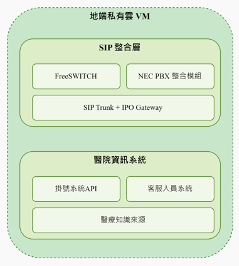 地端私有雲 VM
SIP 整合層
FreeSWITCH
NEC PBX 整合模組
SIP Trunk + IPO Gateway
醫院資訊系統
掛號系統API
客服人員系統
醫療知識來源